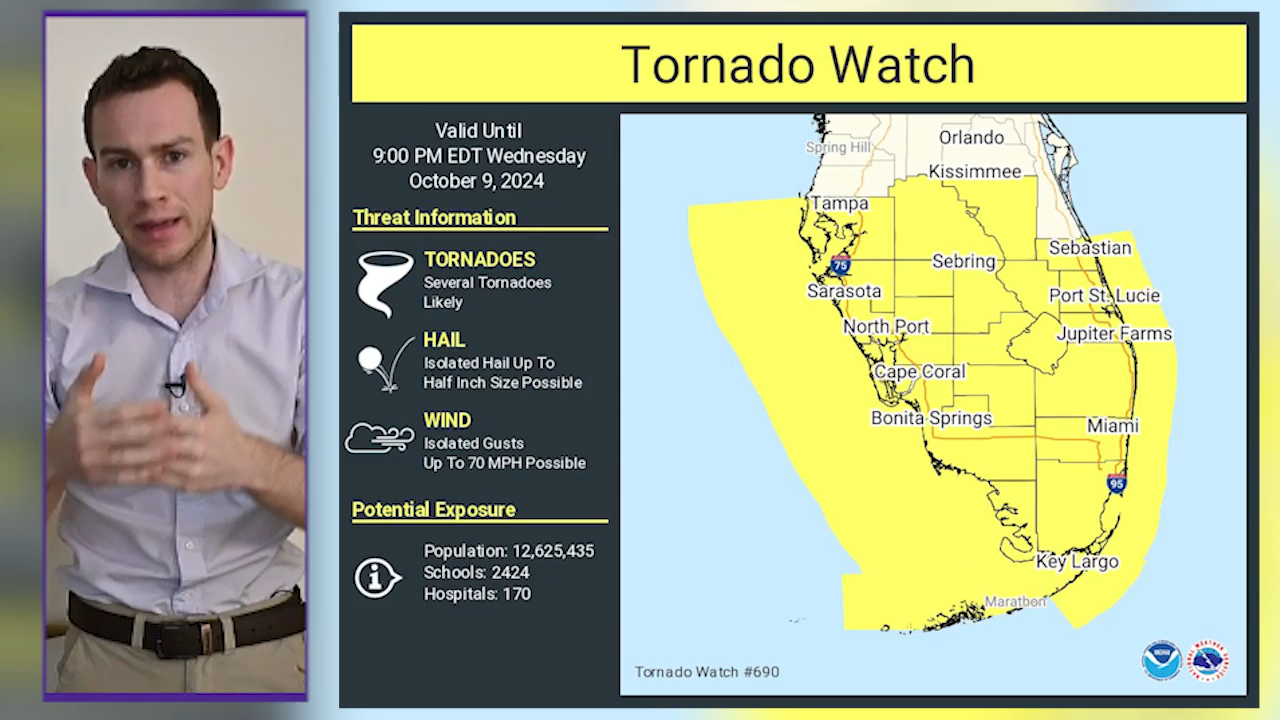 Tornado Watch
Valid Until
9:00 PM EDT Wednesday
October 9, 2024
Threat Information
TORNADOES
Several Tornadoes
Likely
HAIL
Isolated Hail Up To
Half Inch Size Possible
WIND
Isolated Gusts
Up To 70 MPH Possible
Potential Exposure
Population: 12,625,435
Schools: 2424
Hospitals: 170
Orlando
Spring Hill
Kissimmee
Tampa
Sebastian
Sebring
75
Sarasota
Port St. Lucie
North Port
Jupiter Farms
Cape Coral
Bonita Springs
Miami
95
Key Largo
Marathon
Tornado Watch #690
NOAA